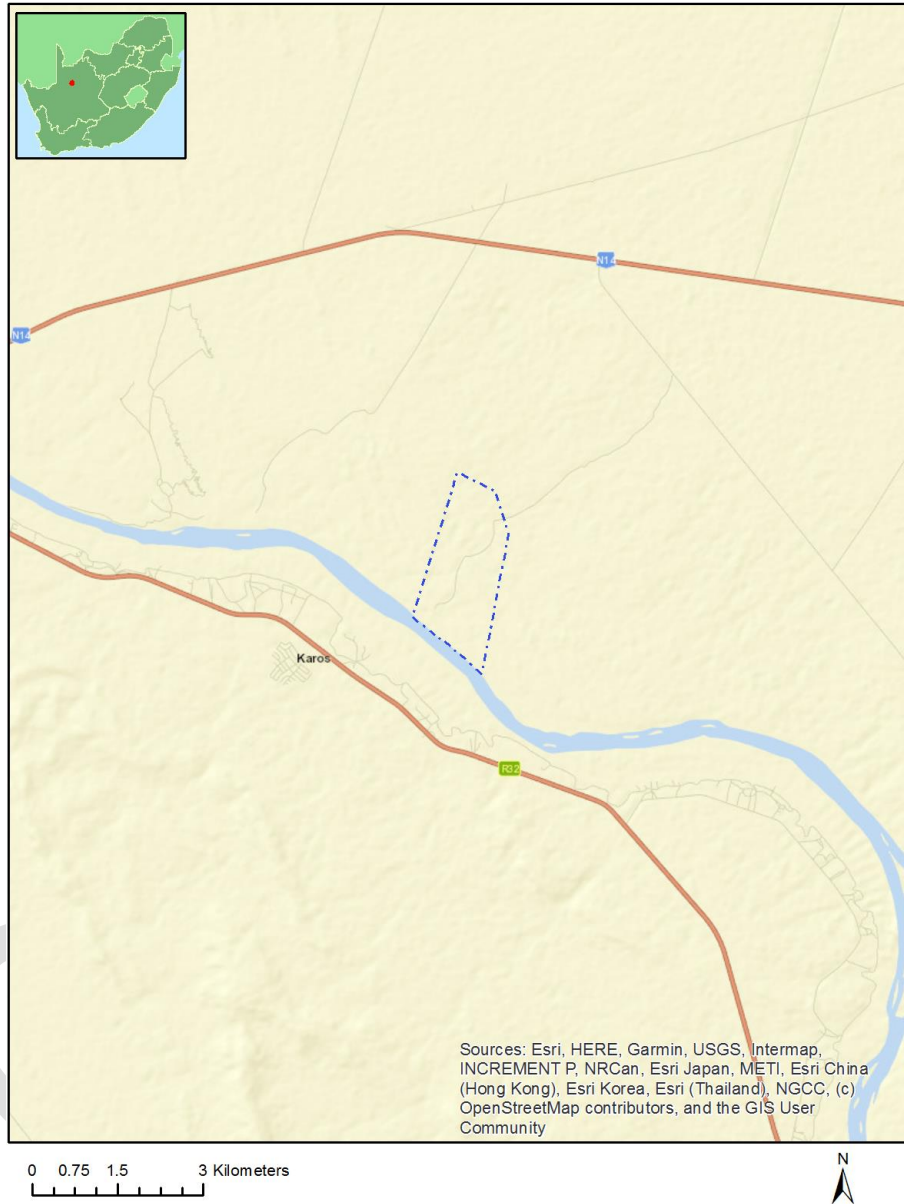 N14
N14
Karos
R32
Sources: Esri, HERE, Garmin, USGS, Intermap,
INCREMENT P, NRCan, Esri Japan, METI, Esri China
(Hong Kong), Esri Korea, Esri (Thailand), NGCC, (c)
OpenStreetMap contributors, and the GIS User
Community
0 0.75 1.5 3 Kilometers
N